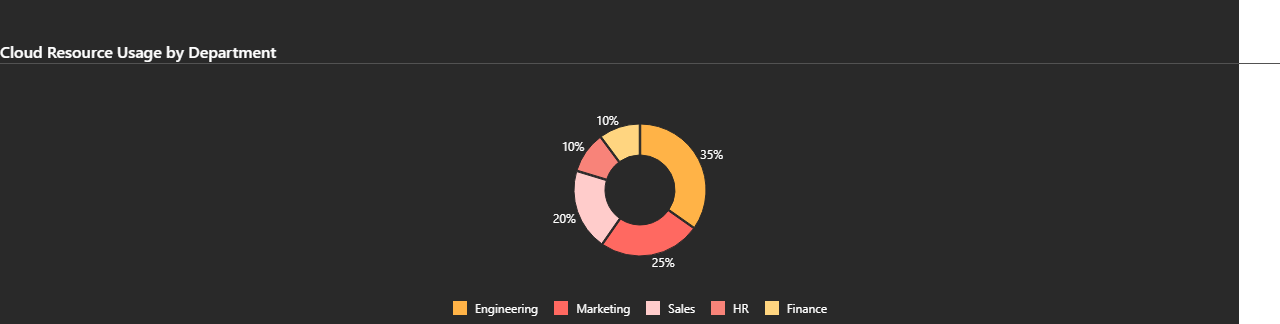 Cloud Resource Usage by Department
10%
35%
10%
20%
25%
Engineering Marketing Sales HR Finance